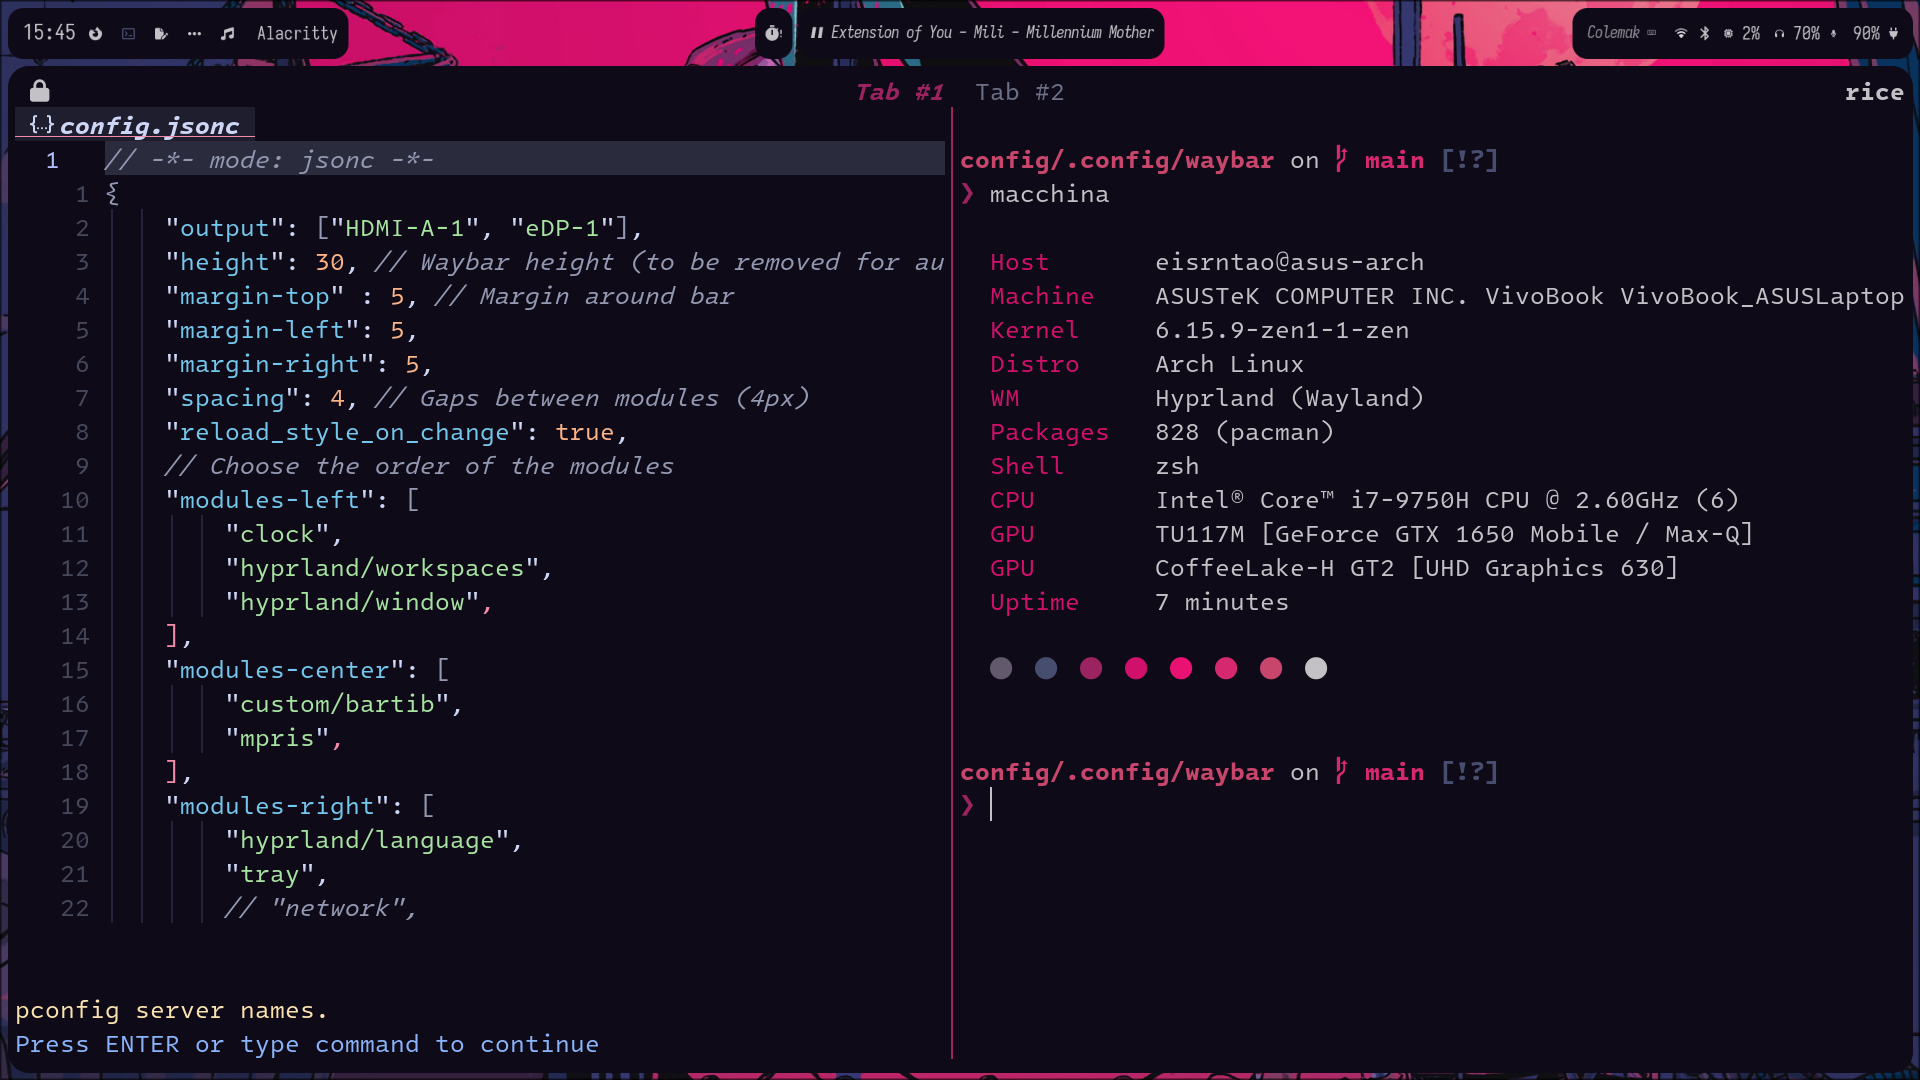 15:45 Alacritty
Extension of You – Mili – Millennium Mother
Colemak 2% 70% 90%
Tab #1 Tab #2 rice
{..} config.jsonc
1 // -*- mode: jsonc -*-
1 {
2 "output": ["HDMI-A-1", "eDP-1"],
3 "height": 30, // Waybar height (to be removed for au
4 "margin-top" : 5, // Margin around bar
5 "margin-left": 5,
6 "margin-right": 5,
7 "spacing": 4, // Gaps between modules (4px)
8 "reload_style_on_change": true,
9 // Choose the order of the modules
10 "modules-left": [
11 "clock",
12 "hyprland/workspaces",
13 "hyprland/window",
14 ],
15 "modules-center": [
16 "custom/bartib",
17 "mpris",
18 ],
19 "modules-right": [
20 "hyprland/language",
21 "tray",
22 // "network",
pconfig server names.
Press ENTER or type command to continue
config/.config/waybar on main [!?]
❯ macchina
Host eisrntao@asus-arch
Machine ASUSTeK COMPUTER INC. VivoBook VivoBook_ASUSLaptop
Kernel 6.15.9-zen1-1-zen
Distro Arch Linux
WM Hyprland (Wayland)
Packages 828 (pacman)
Shell zsh
CPU Intel® Core™ i7-9750H CPU @ 2.60GHz (6)
GPU TU117M [GeForce GTX 1650 Mobile / Max-Q]
GPU CoffeeLake-H GT2 [UHD Graphics 630]
Uptime 7 minutes
config/.config/waybar on main [!?]
❯